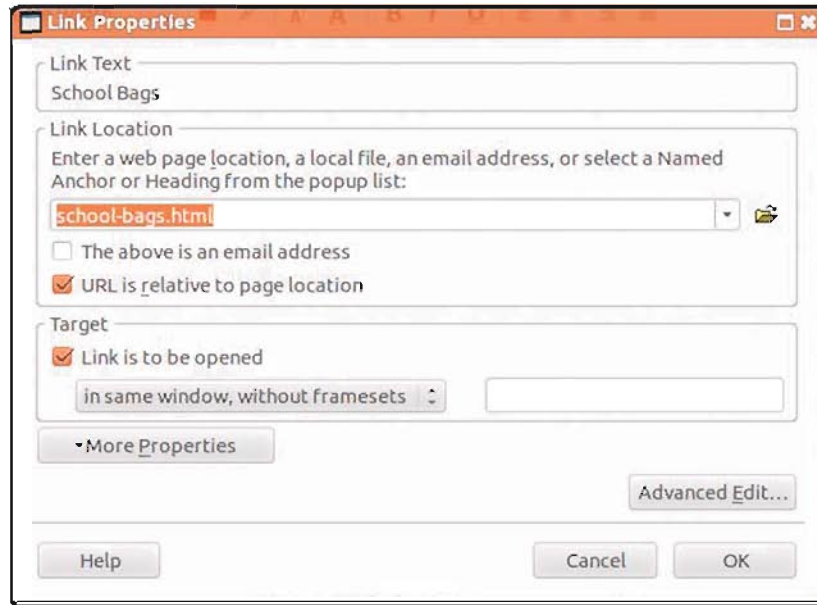 Link Properties
Link Text
School Bags
Link Location
Enter a web page location, a local file, an email address, or select a Named
Anchor or Heading from the popup list:
school-bags.html
The above is an email address
URL is relative to page location
Target
Link is to be opened
in same window, without framesets
More Properties
Advanced Edit...
Help
Cancel
OK